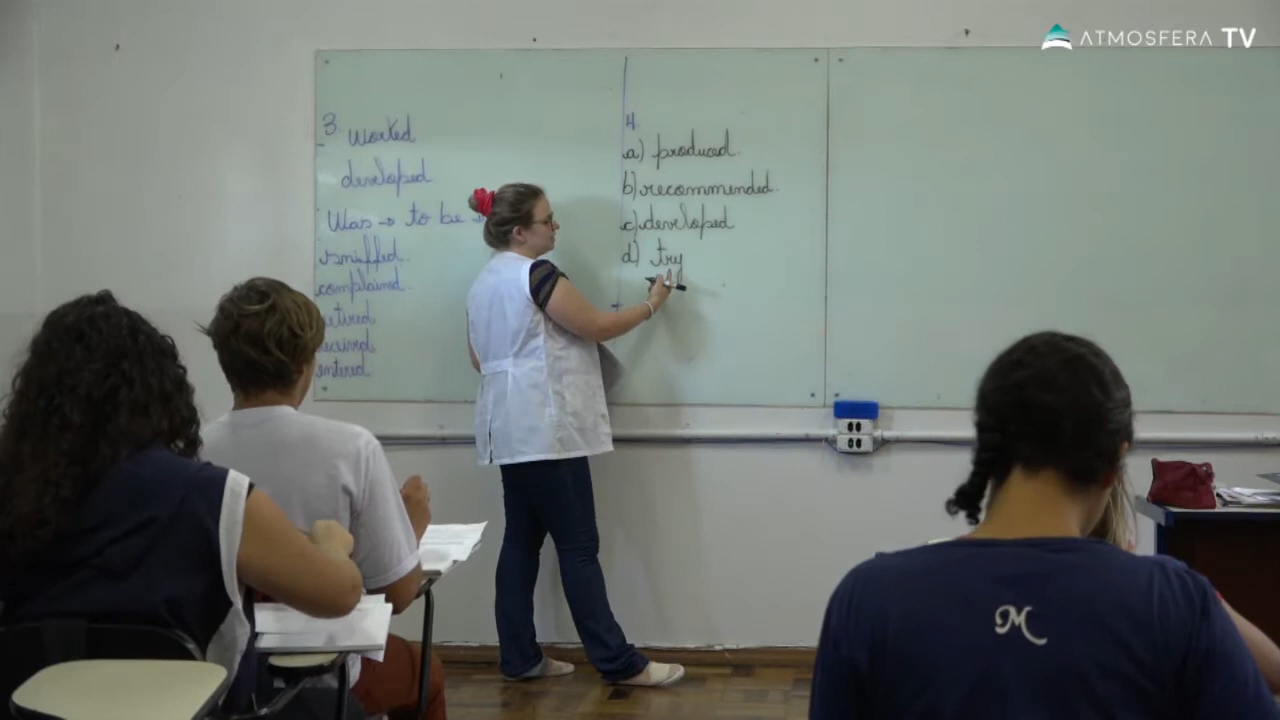 ATMOSFERA TV
3.
Worked
developed
Was → to be →
sniffed.
complained.
retired
received
entered
4.
a) produced.
b) recommended.
c) developed
d) try
M